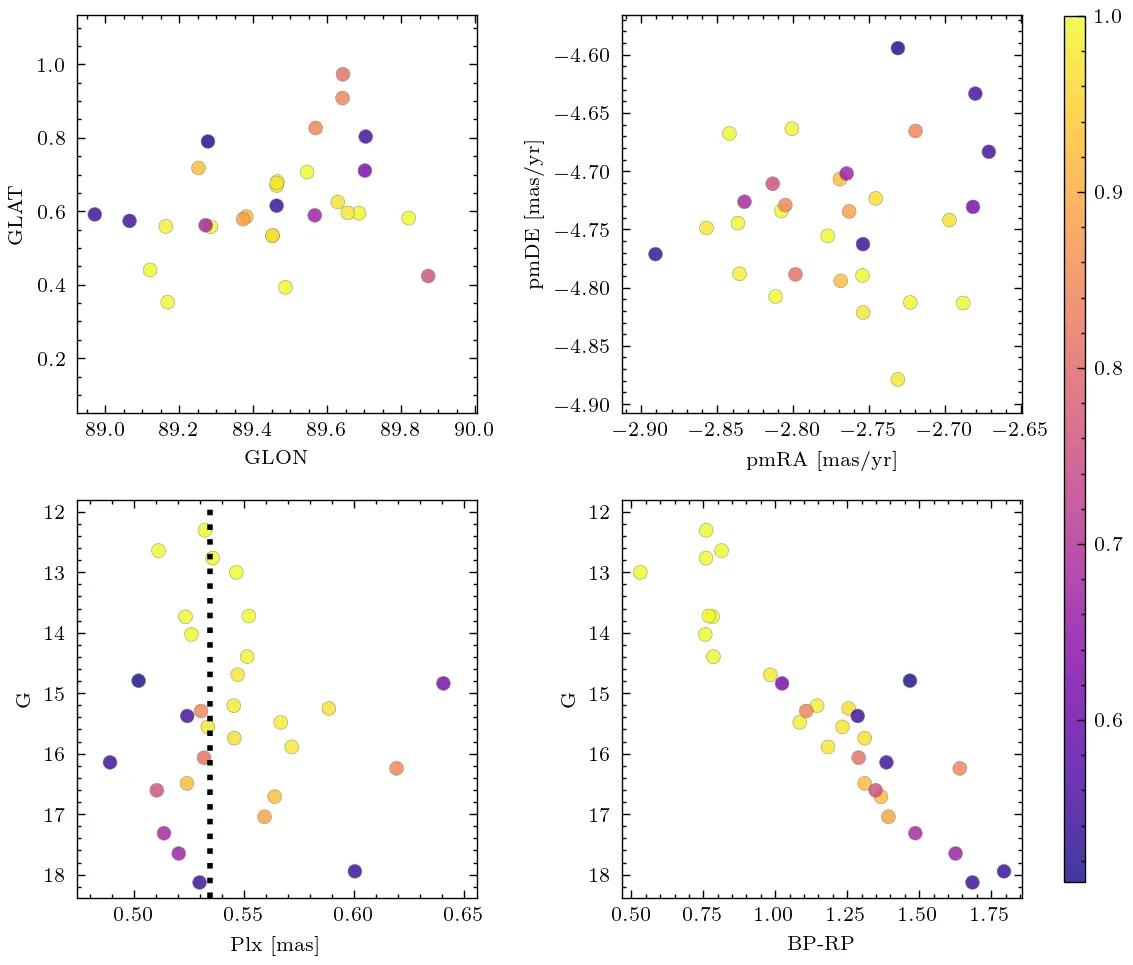 1.0
0.8
0.6
0.4
0.2
GLAT
89.0 89.2 89.4 89.6 89.8 90.0
GLON
−4.60
−4.65
−4.70
−4.75
−4.80
−4.85
−4.90
pmDE [mas/yr]
−2.90 −2.85 −2.80 −2.75 −2.70 −2.65
pmRA [mas/yr]
12
13
14
15
16
17
18
G
0.50 0.55 0.60 0.65
Plx [mas]
12
13
14
15
16
17
18
G
0.50 0.75 1.00 1.25 1.50 1.75
BP-RP
1.0
0.9
0.8
0.7
0.6